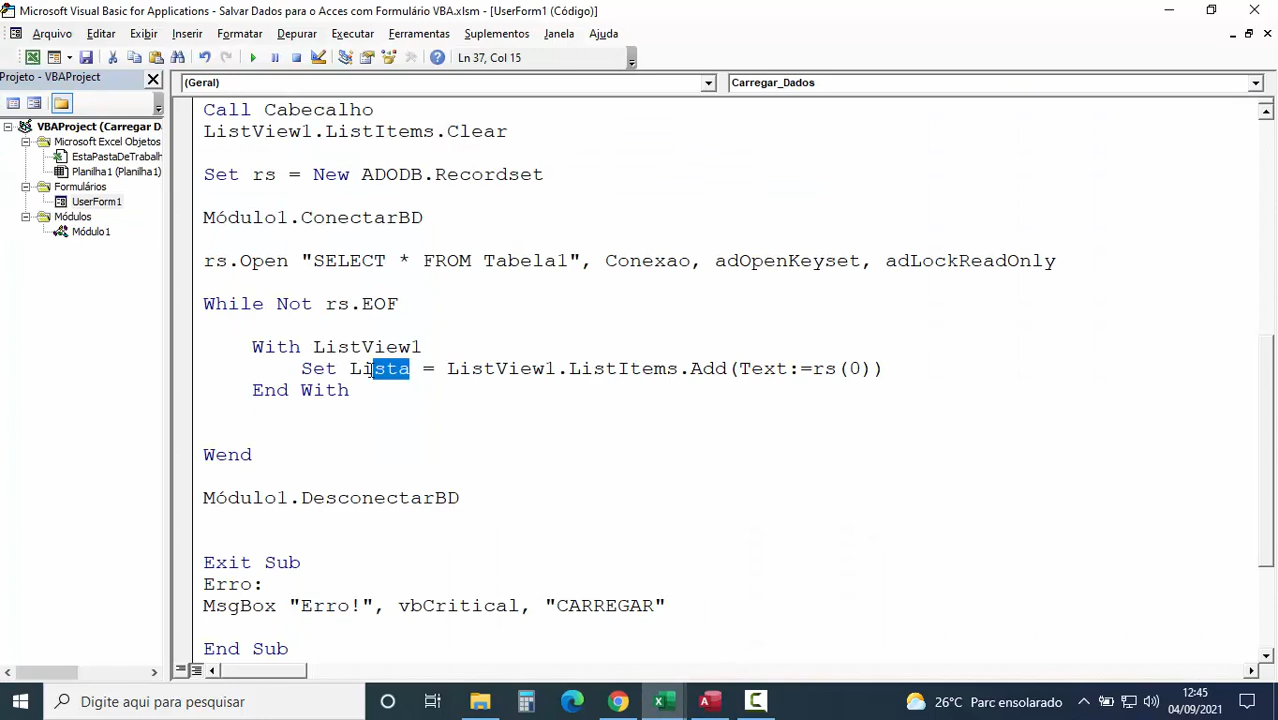 Microsoft Visual Basic for Applications - Salvar Dados para o Acces com Formulário VBA.xlsm - [UserForm1 (Código)]
Arquivo Editar Exibir Inserir Formatar Depurar Executar Ferramentas Suplementos Janela Ajuda
Ln 37, Col 15
Projeto - VBAProject
(Geral)
Carregar_Dados
VBAProject (Carregar D
Microsoft Excel Objetos
EstaPastaDeTrabalh
Planilha1 (Planilha1)
Formulários
UserForm1
Módulos
Módulo1
Call Cabecalho
ListView1.ListItems.Clear
Set rs = New ADODB.Recordset
Módulo1.ConectarBD
rs.Open "SELECT * FROM Tabela1", Conexao, adOpenKeyset, adLockReadOnly
While Not rs.EOF
With ListView1
Set Lista = ListView1.ListItems.Add(Text:=rs(0))
End With
Wend
Módulo1.DesconectarBD
Exit Sub
Erro:
MsgBox "Erro!", vbCritical, "CARREGAR"
End Sub
Digite aqui para pesquisar
26°C Parc ensolarado
12:45
04/09/2021